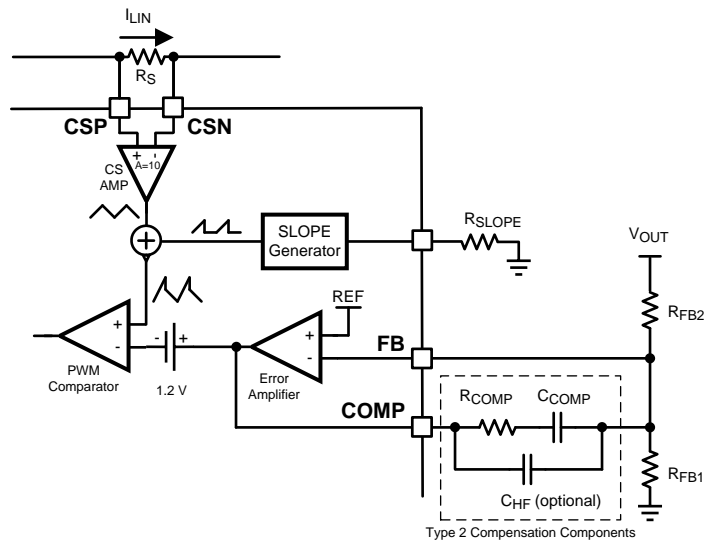 ILIN
RS
CSP
CSN
+ -
A=10
CS
AMP
+
SLOPE
Generator
RSLOPE
VOUT
RFB2
REF
+
-
PWM
Comparator
- +
1.2 V
+
-
Error
Amplifier
FB
COMP
RCOMP
CCOMP
CHF (optional)
RFB1
Type 2 Compensation Components